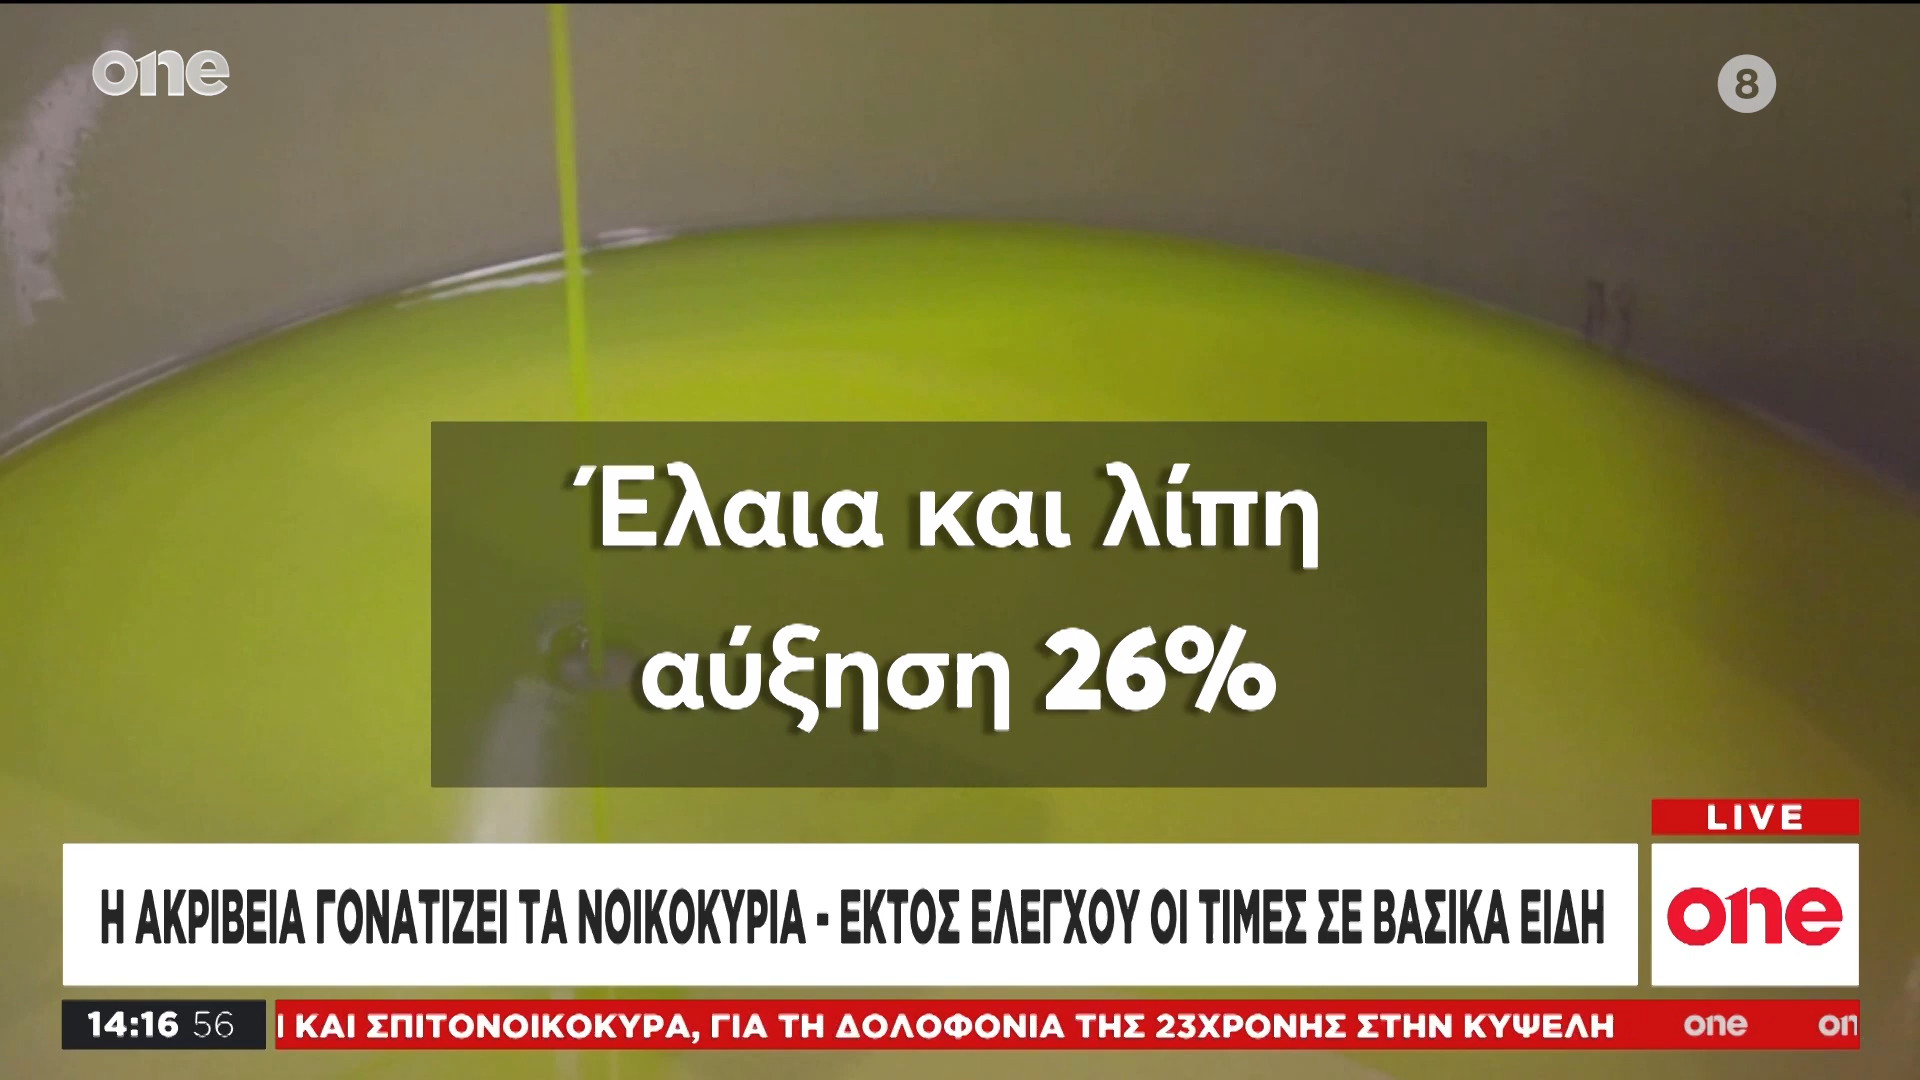 one
8
Έλαια και λίπη
αύξηση 26%
LIVE
Η ΑΚΡΙΒΕΙΑ ΓΟΝΑΤΙΖΕΙ ΤΑ ΝΟΙΚΟΚΥΡΙΑ - ΕΚΤΟΣ ΕΛΕΓΧΟΥ ΟΙ ΤΙΜΕΣ ΣΕ ΒΑΣΙΚΑ ΕΙΔΗ
one
14:16 56
ΚΑΙ ΣΠΙΤΟΝΟΙΚΟΚΥΡΑ, ΓΙΑ ΤΗ ΔΟΛΟΦΟΝΙΑ ΤΗΣ 23ΧΡΟΝΗΣ ΣΤΗΝ ΚΥΨΕΛΗ one on